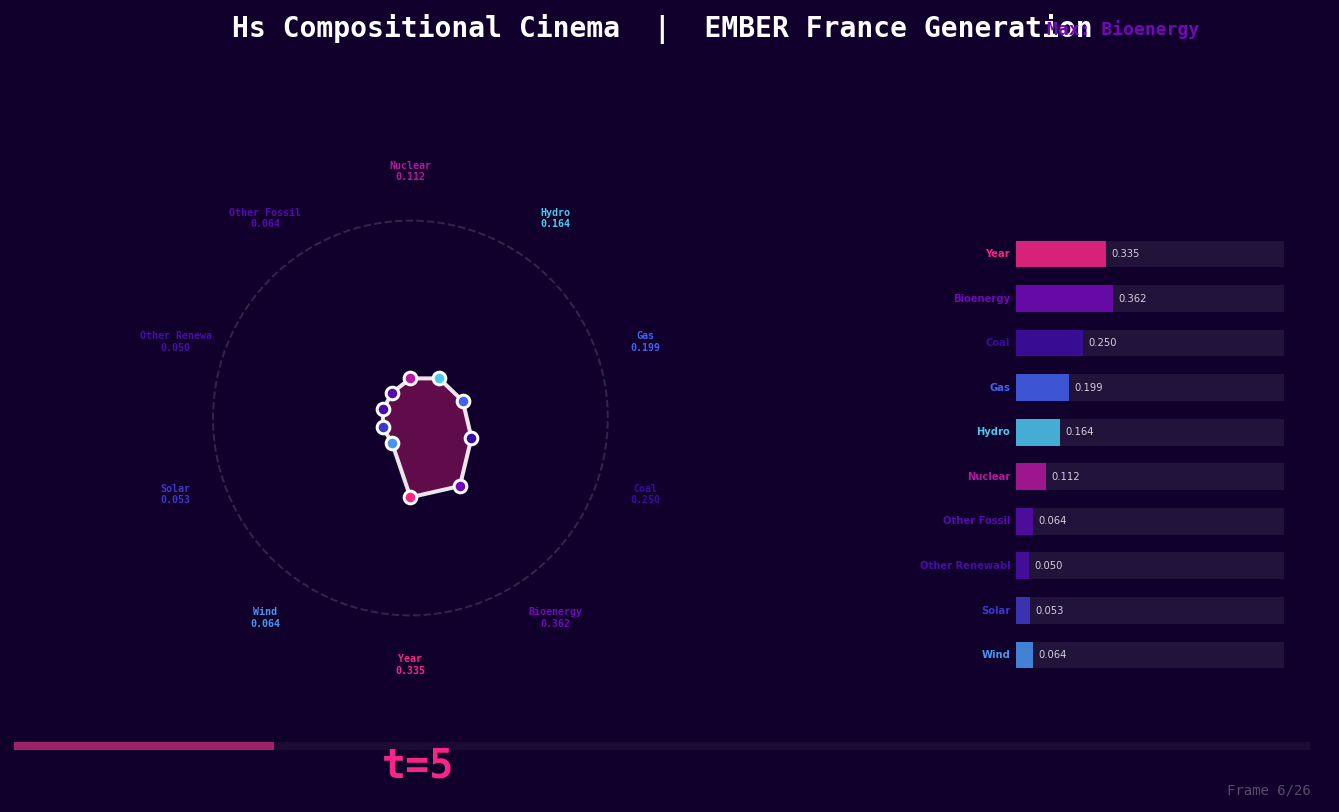 Hs Compositional Cinema | EMBER France Generation
Max: Bioenergy
Nuclear
0.112
Other Fossil
0.064
Hydro
0.164
Other Renewa
0.050
Gas
0.199
Solar
0.053
Coal
0.250
Wind
0.064
Bioenergy
0.362
Year
0.335
Year 0.335
Bioenergy 0.362
Coal 0.250
Gas 0.199
Hydro 0.164
Nuclear 0.112
Other Fossil 0.064
Other Renewabl 0.050
Solar 0.053
Wind 0.064
t=5
Frame 6/26